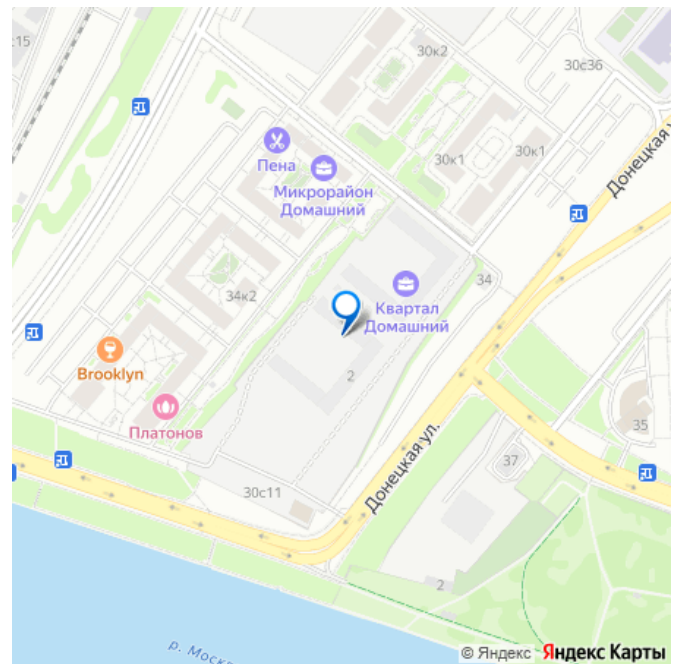 с15
30к2
30с36
Пена
Микрорайон
Домашний
30к1
30к1
Донецкая у
34
34к2
Квартал
Домашний
Brooklyn
2
Платонов
Донецкая ул.
35
37
30с11
2
р. Москв
© Яндекс Яндекс Карты